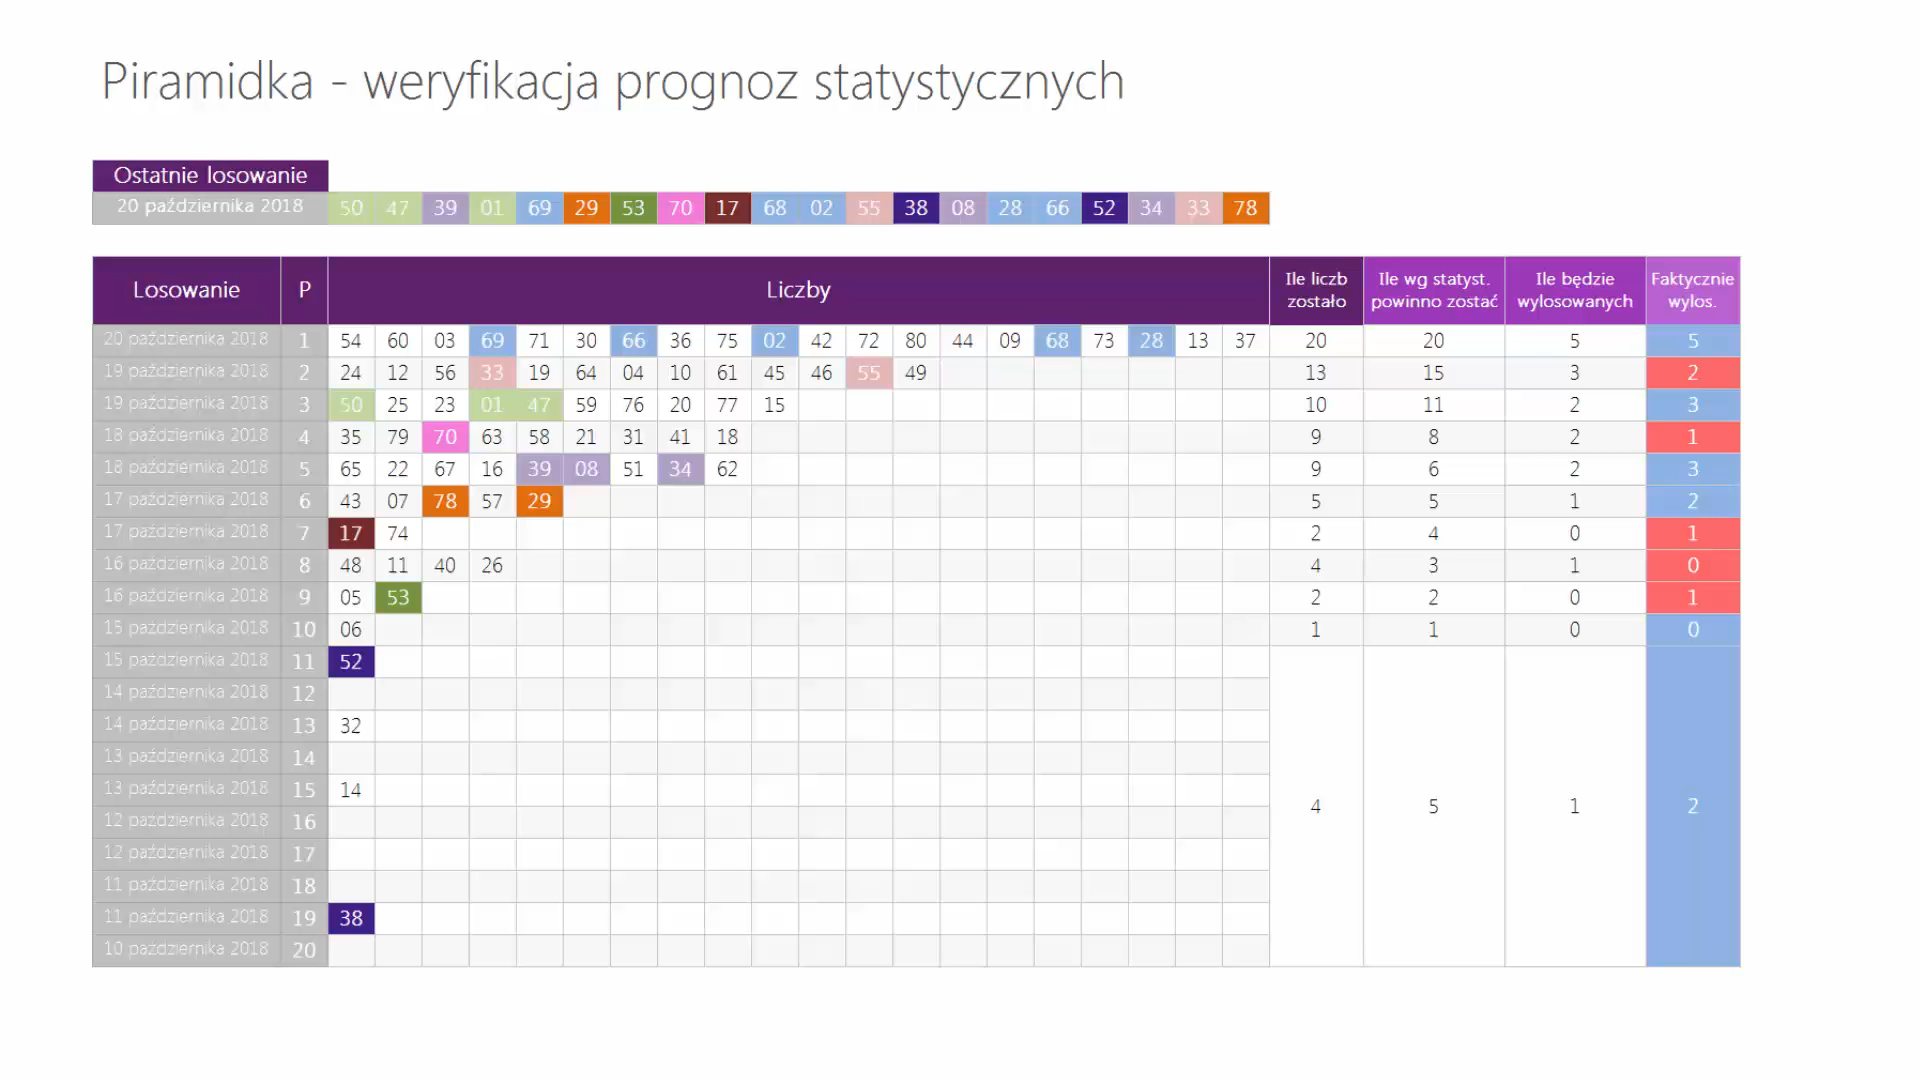 Piramidka - weryfikacja prognoz statystycznych
Ostatnie losowanie
20 października 2018 50 47 39 01 69 29 53 70 17 68 02 55 38 08 28 66 52 34 33 78
Losowanie P Liczby Ile liczb zostało Ile wg statyst. powinno zostać Ile będzie wylosowanych Faktycznie wylos.
20 października 2018 1 54 60 03 69 71 30 66 36 75 02 42 72 80 44 09 68 73 28 13 37 20 20 5 5
19 października 2018 2 24 12 56 33 19 64 04 10 61 45 46 55 49 13 15 3 2
19 października 2018 3 50 25 23 01 47 59 76 20 77 15 10 11 2 3
18 października 2018 4 35 79 70 63 58 21 31 41 18 9 8 2 1
18 października 2018 5 65 22 67 16 39 08 51 34 62 9 6 2 3
17 października 2018 6 43 07 78 57 29 5 5 1 2
17 października 2018 7 17 74 2 4 0 1
16 października 2018 8 48 11 40 26 4 3 1 0
16 października 2018 9 05 53 2 2 0 1
15 października 2018 10 06 1 1 0 0
15 października 2018 11 52
14 października 2018 12
14 października 2018 13 32
13 października 2018 14
13 października 2018 15 14
12 października 2018 16 4 5 1 2
12 października 2018 17
11 października 2018 18
11 października 2018 19 38
10 października 2018 20